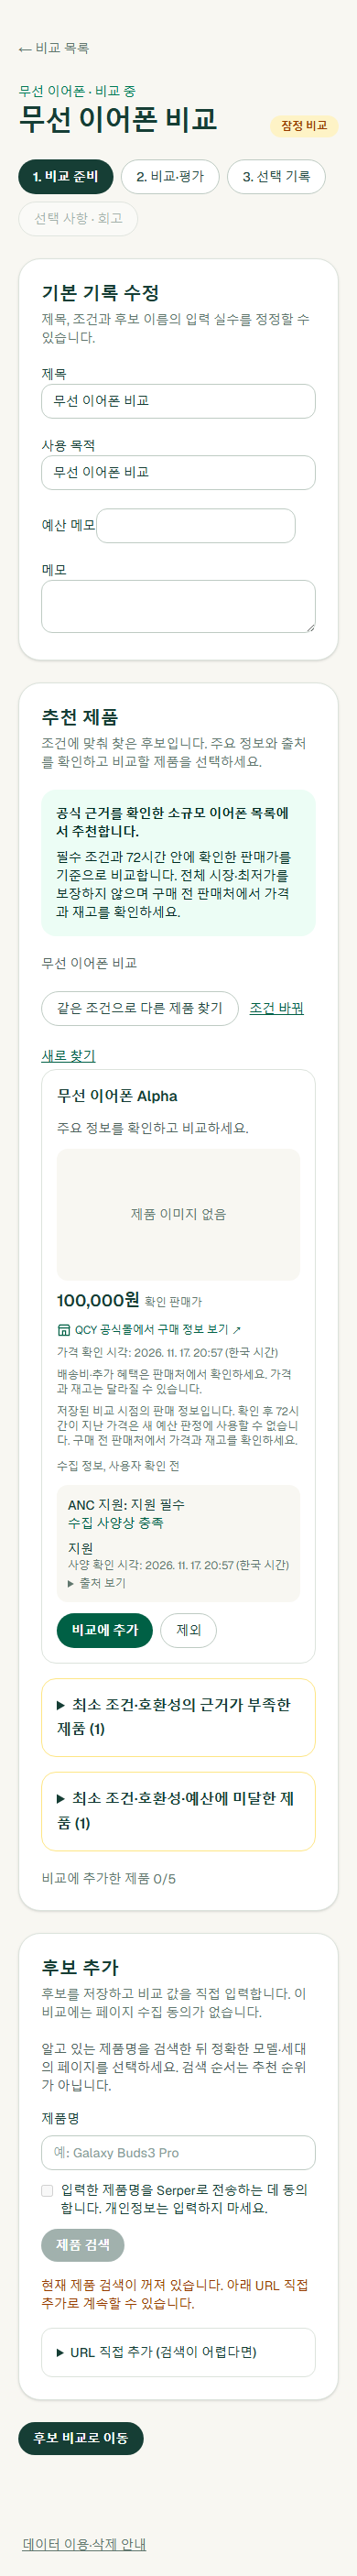 ← 비교 목록
무선 이어폰 · 비교 중
무선 이어폰 비교
잠정 비교
1. 비교 준비
2. 비교·평가
3. 선택 기록
선택 사항 · 회고
기본 기록 수정
제목, 조건과 후보 이름의 입력 실수를 정정할 수
있습니다.
제목
무선 이어폰 비교
사용 목적
무선 이어폰 비교
예산 메모
메모
추천 제품
조건에 맞춰 찾은 후보입니다. 주요 정보와 출처
를 확인하고 비교할 제품을 선택하세요.
공식 근거를 확인한 소규모 이어폰 목록에
서 추천합니다.
필수 조건과 72시간 안에 확인한 판매가를
기준으로 비교합니다. 전체 시장·최저가를
보장하지 않으며 구매 전 판매처에서 가격
과 재고를 확인하세요.
무선 이어폰 비교
같은 조건으로 다른 제품 찾기
조건 바꿔
새로 찾기
무선 이어폰 Alpha
주요 정보를 확인하고 비교하세요.
제품 이미지 없음
100,000원 확인 판매가
QCY 공식몰에서 구매 정보 보기 ↗
가격 확인 시각: 2026. 11. 17. 20:57 (한국 시간)
배송비·추가 혜택은 판매처에서 확인하세요. 가격
과 재고는 달라질 수 있습니다.
저장된 비교 시점의 판매 정보입니다. 확인 후 72시
간이 지난 가격은 새 예산 판정에 사용할 수 없습니
다. 구매 전 판매처에서 가격과 재고를 확인하세요.
수집 정보, 사용자 확인 전
ANC 지원: 지원 필수
수집 사양상 충족
지원
사양 확인 시각: 2026. 11. 17. 20:57 (한국 시간)
▶ 출처 보기
비교에 추가
제외
▶ 최소 조건·호환성의 근거가 부족한
제품 (1)
▶ 최소 조건·호환성·예산에 미달한 제
품 (1)
비교에 추가한 제품 0/5
후보 추가
후보를 저장하고 비교 값을 직접 입력합니다. 이
비교에는 페이지 수집 동의가 없습니다.
알고 있는 제품명을 검색한 뒤 정확한 모델·세대
의 페이지를 선택하세요. 검색 순서는 추천 순위
가 아닙니다.
제품명
예: Galaxy Buds3 Pro
입력한 제품명을 Serper로 전송하는 데 동의
합니다. 개인정보는 입력하지 마세요.
제품 검색
현재 제품 검색이 꺼져 있습니다. 아래 URL 직접
추가로 계속할 수 있습니다.
▶ URL 직접 추가 (검색이 어렵다면)
후보 비교로 이동
데이터 이용·삭제 안내